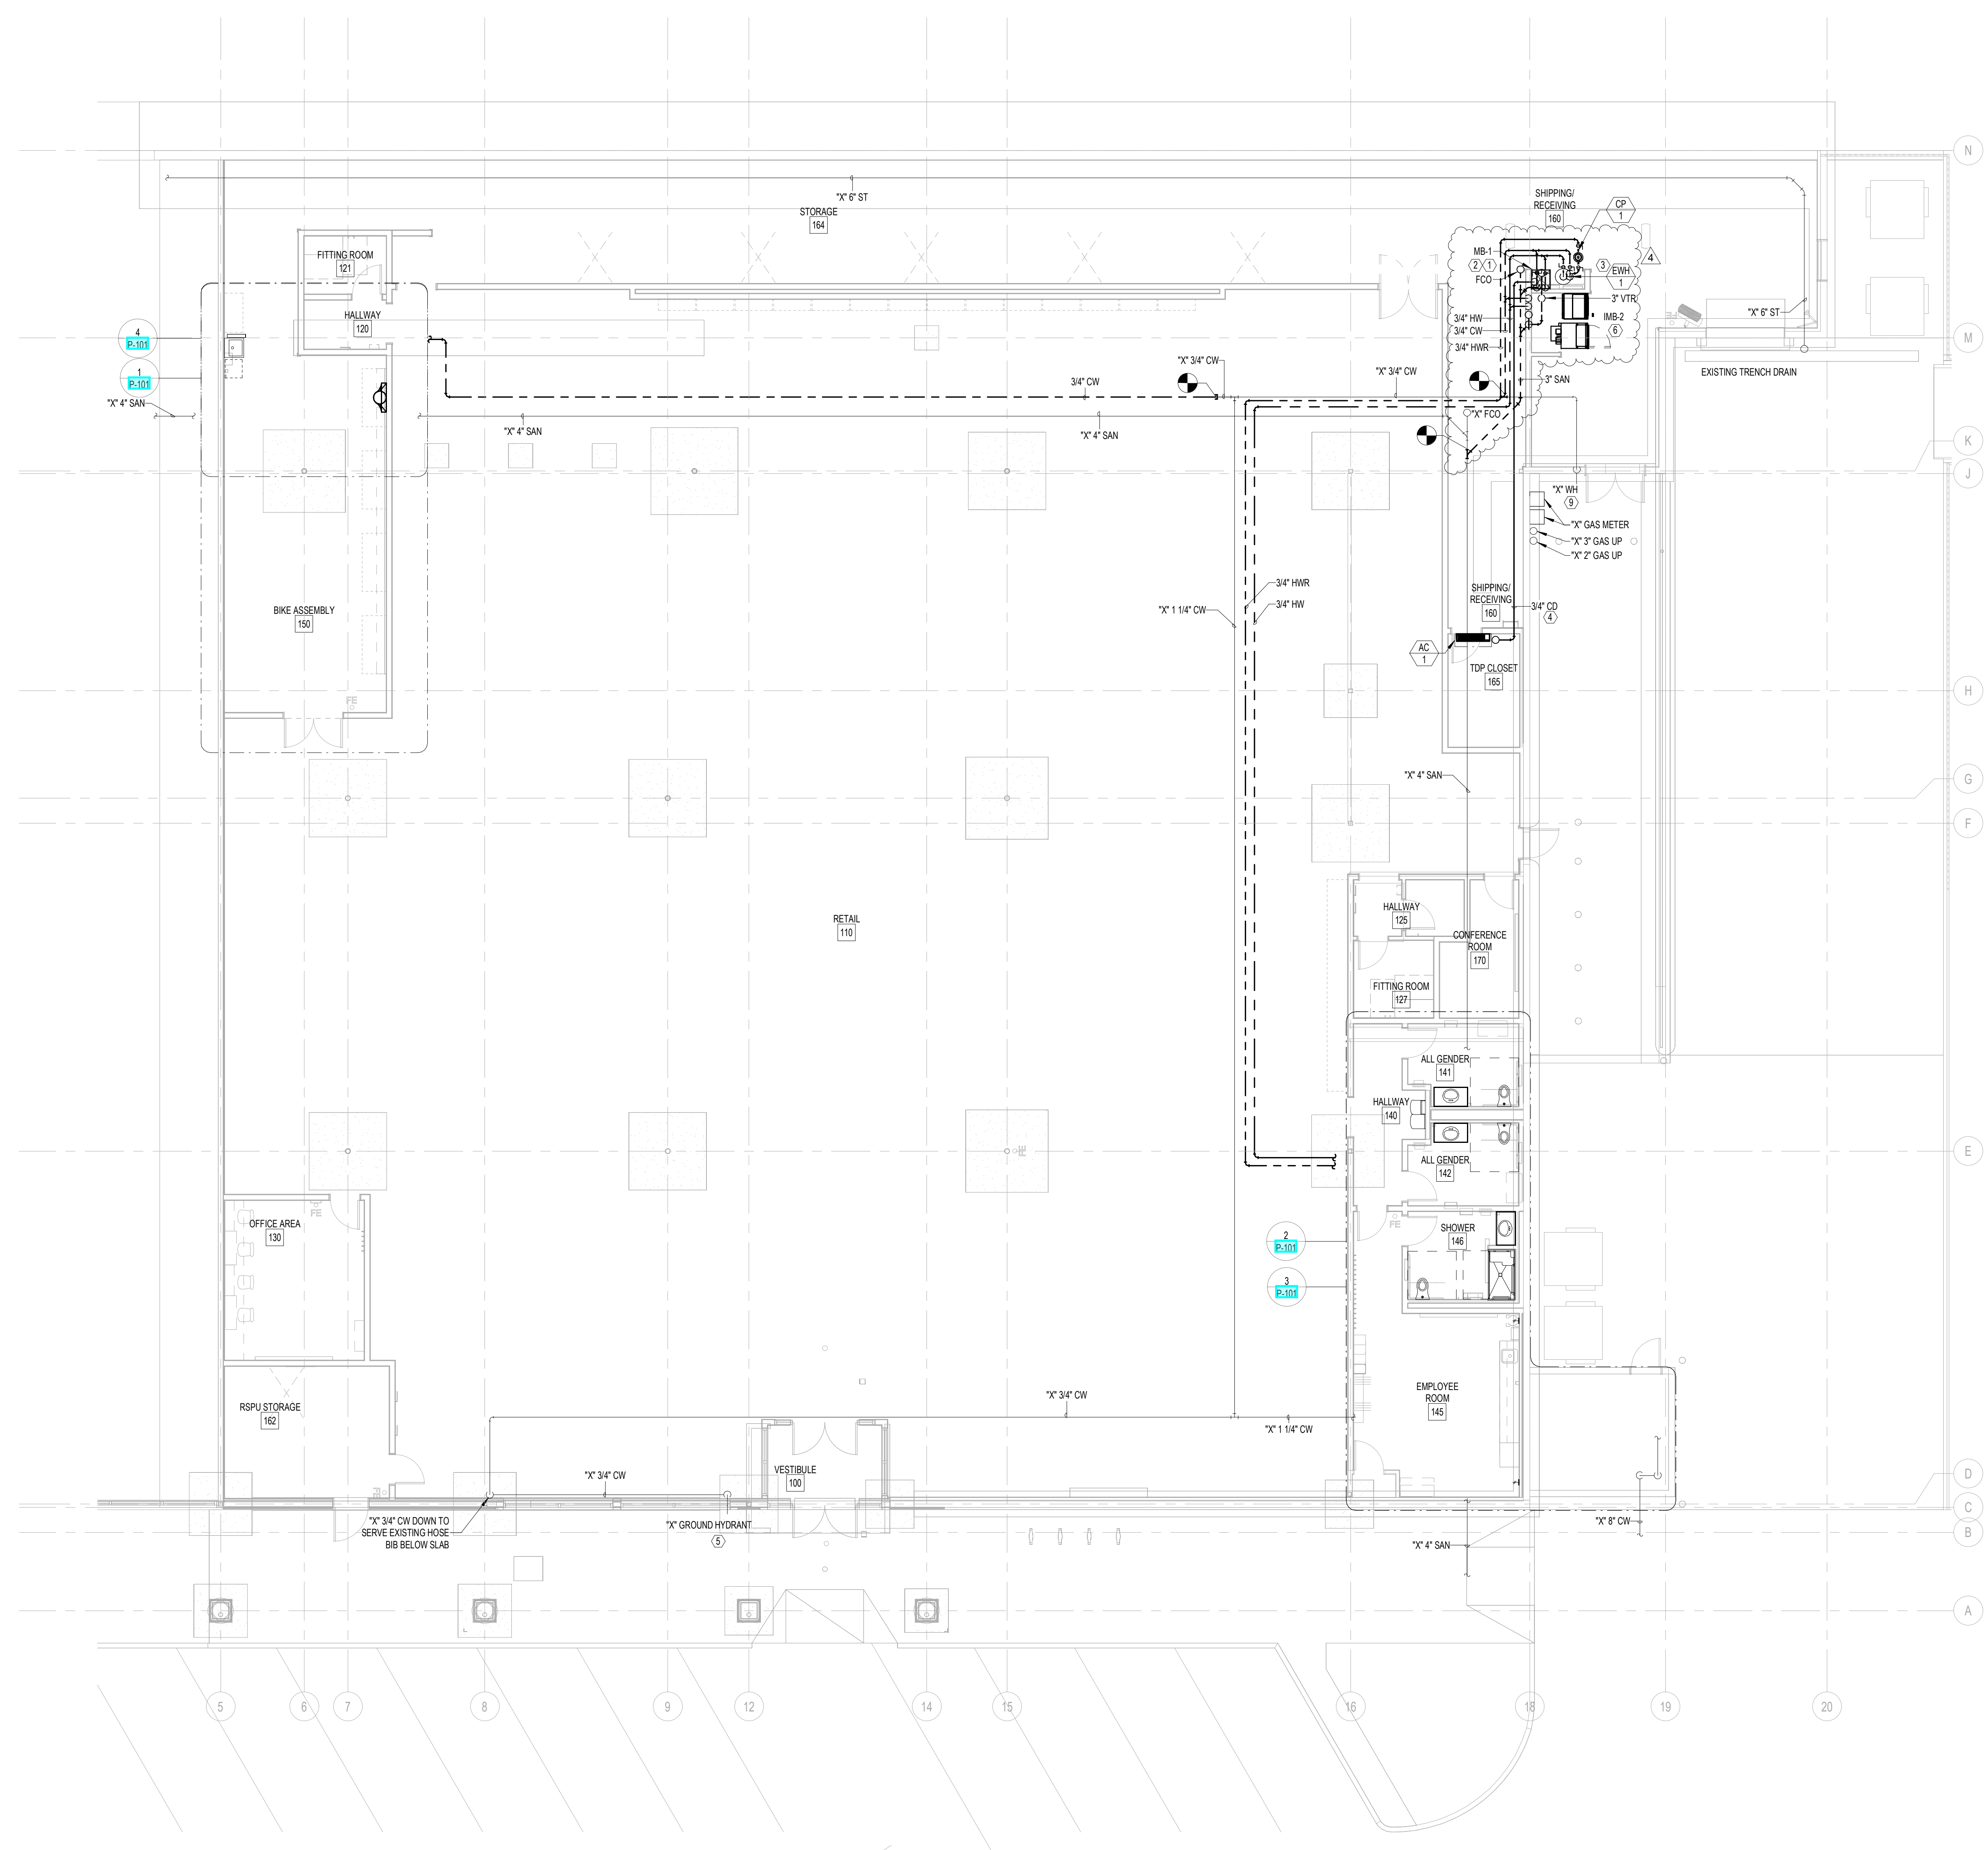 N
"X" 6" ST
STORAGE
164
SHIPPING/
RECEIVING
160
CP
1
MB-1
2
1
FCO
3
EWH
1
4
3" VTR
IMB-2
6
"X" 6" ST
3/4" HW
3/4" CW
3/4" HWR
FITTING ROOM
121
HALLWAY
120
4
P-101
1
P-101
"X" 4" SAN
M
EXISTING TRENCH DRAIN
"X" 3/4" CW
"X" 3/4" CW
3/4" CW
3" SAN
"X" FCO
"X" 4" SAN
"X" 4" SAN
K
J
"X" WH
9
"X" GAS METER
"X" 3" GAS UP
"X" 2" GAS UP
3/4" HWR
3/4" HW
"X" 1 1/4" CW
BIKE ASSEMBLY
150
SHIPPING/
RECEIVING
160
3/4" CD
4
AC
1
TDP CLOSET
165
H
FE
"X" 4" SAN
G
F
RETAIL
110
HALLWAY
125
CONFERENCE
ROOM
170
FITTING ROOM
127
ALL GENDER
141
HALLWAY
140
ALL GENDER
142
E
FE
FE
FE
OFFICE AREA
130
2
P-101
3
P-101
SHOWER
146
EMPLOYEE
ROOM
145
RSPU STORAGE
162
"X" 3/4" CW
"X" 1 1/4" CW
VESTIBULE
100
"X" 3/4" CW
FE
D
C
B
"X" 3/4" CW DOWN TO
SERVE EXISTING HOSE
BIB BELOW SLAB
"X" GROUND HYDRANT
5
"X" 8" CW
"X" 4" SAN
A
5
6
7
8
9
12
14
15
16
18
19
20